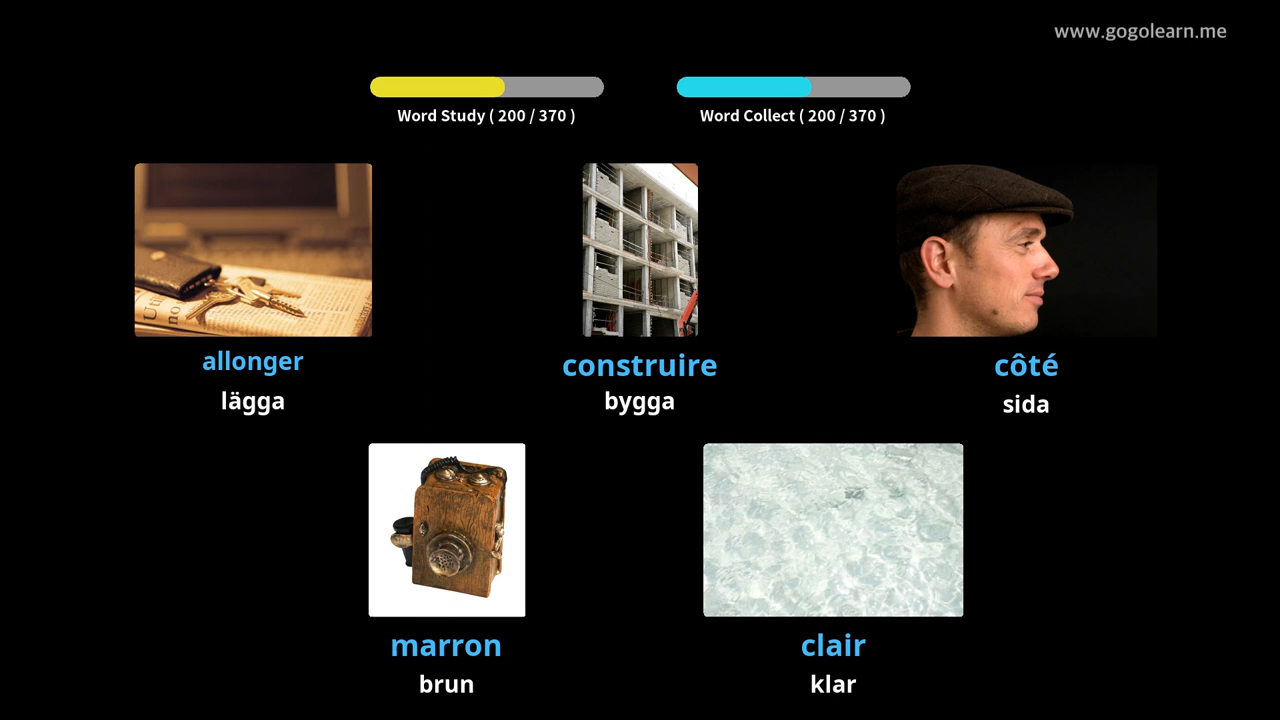 www.gogolearn.me
Word Study ( 200 / 370 )
Word Collect ( 200 / 370 )
allonger
lägga
construire
bygga
côté
sida
marron
brun
clair
klar